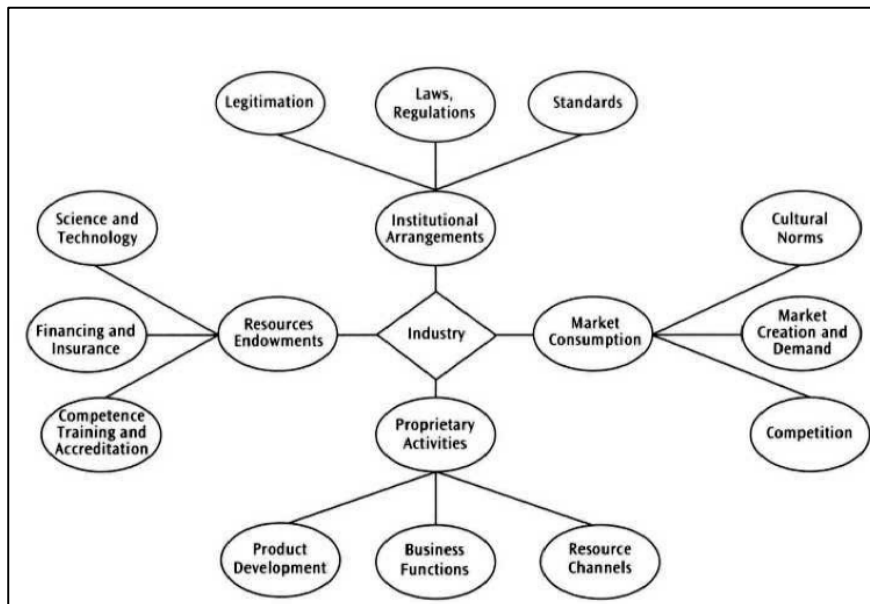 Legitimation
Laws,
Regulations
Standards
Science and
Technology
Institutional
Arrangements
Cultural
Norms
Financing and
Insurance
Resources
Endowments
Industry
Market
Consumption
Market
Creation and
Demand
Competence
Training and
Accreditation
Proprietary
Activities
Competition
Product
Development
Business
Functions
Resource
Channels